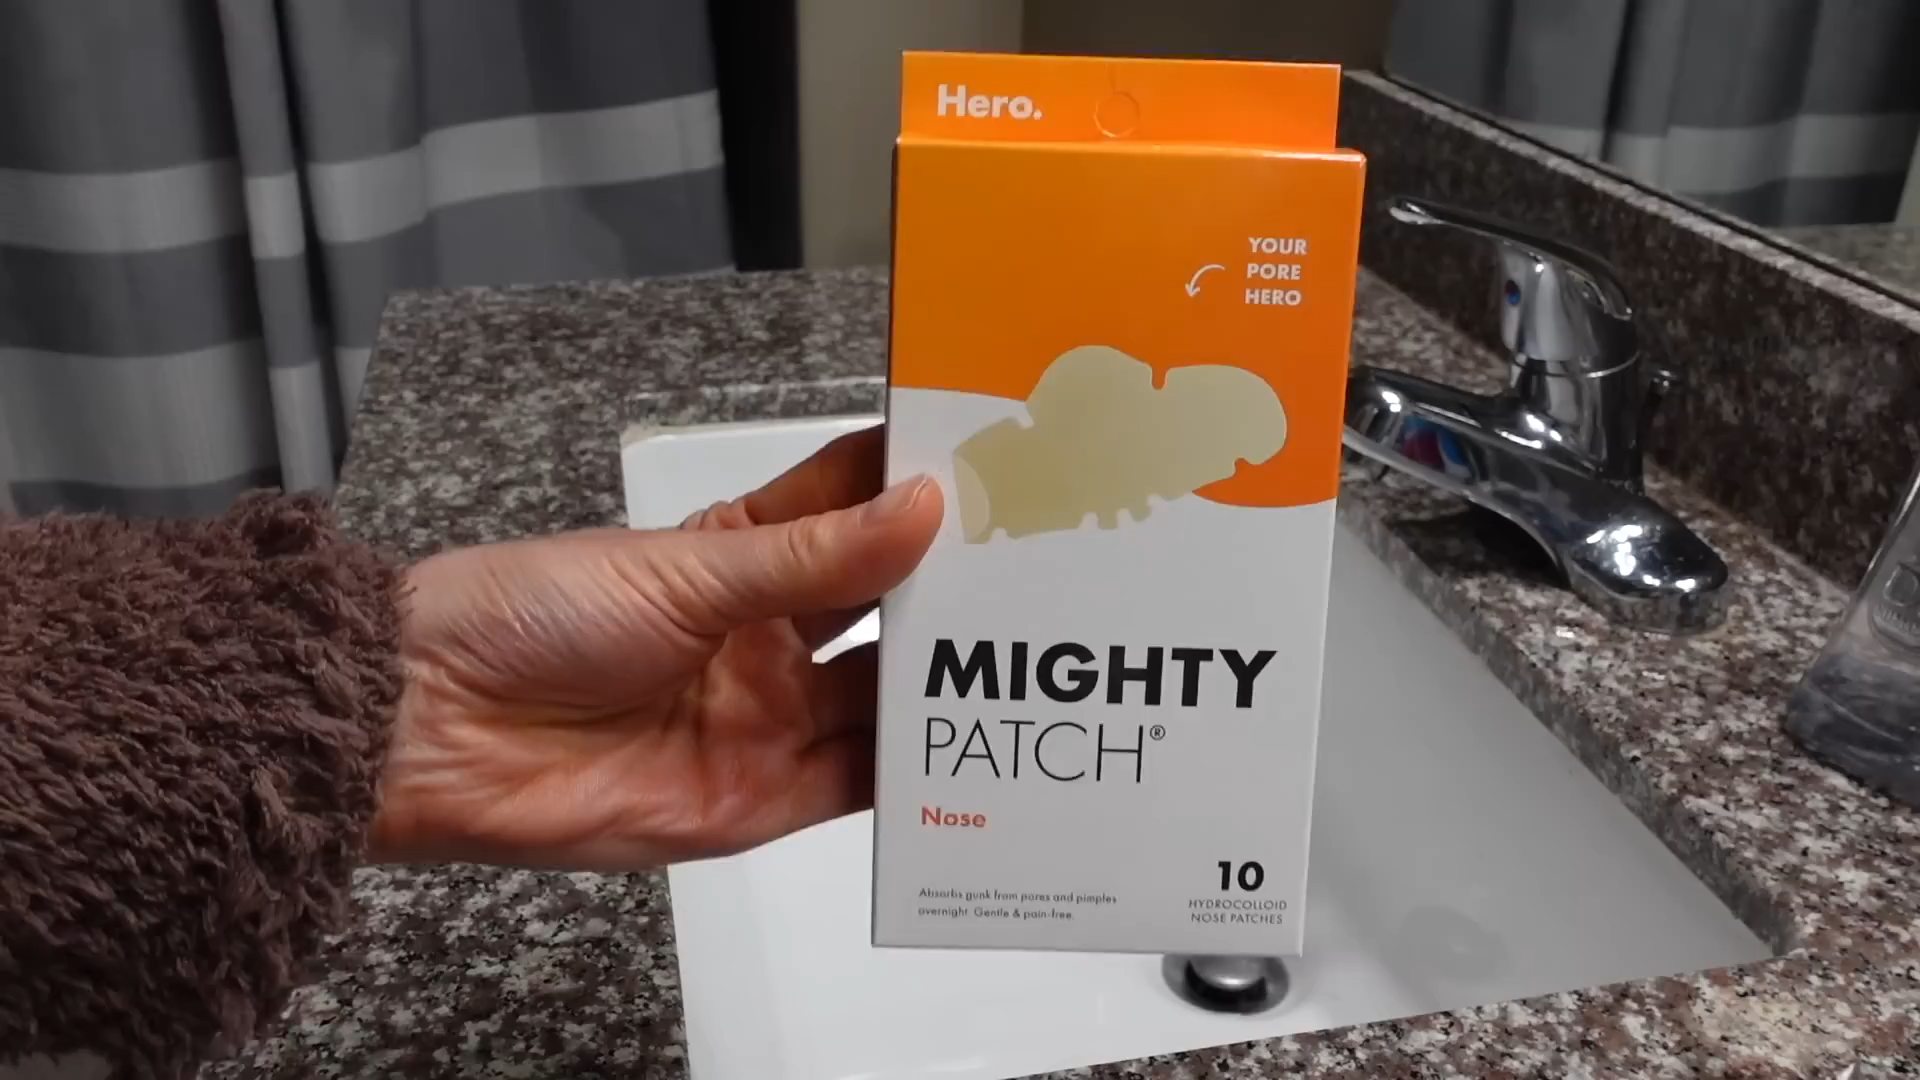 Hero.
YOUR
PORE
HERO
MIGHTY
PATCH®
Nose
Absorbs gunk from pores and pimples
overnight. Gentle & pain-free.
10
HYDROCOLLOID
NOSE PATCHES